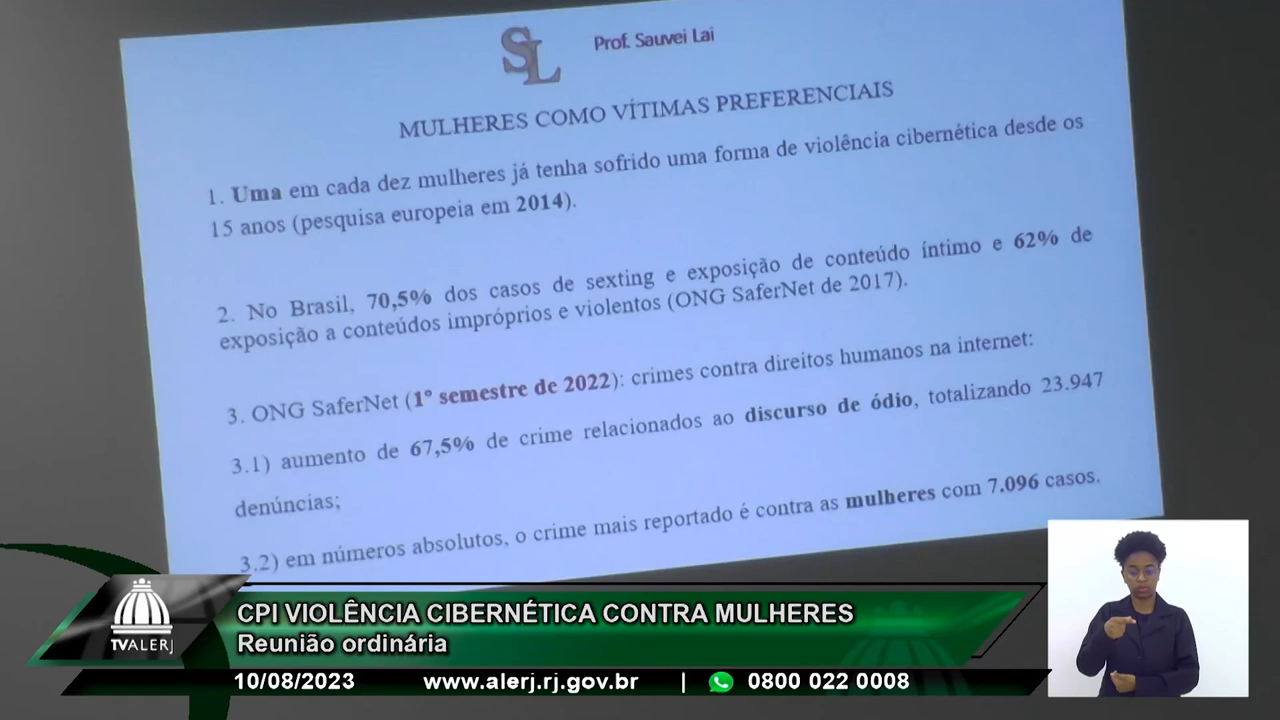 SL
Prof. Sauvei Lai
MULHERES COMO VÍTIMAS PREFERENCIAIS
1. Uma em cada dez mulheres já tenha sofrido uma forma de violência cibernética desde os
15 anos (pesquisa europeia em 2014).
2. No Brasil, 70,5% dos casos de sexting e exposição de conteúdo íntimo e 62% de
exposição a conteúdos impróprios e violentos (ONG SaferNet de 2017).
3. ONG SaferNet (1º semestre de 2022): crimes contra direitos humanos na internet:
3.1) aumento de 67,5% de crime relacionados ao discurso de ódio, totalizando 23.947
denúncias;
3.2) em números absolutos, o crime mais reportado é contra as mulheres com 7.096 casos.
TVALERJ
CPI VIOLÊNCIA CIBERNÉTICA CONTRA MULHERES
Reunião ordinária
10/08/2023 www.alerj.rj.gov.br | 0800 022 0008